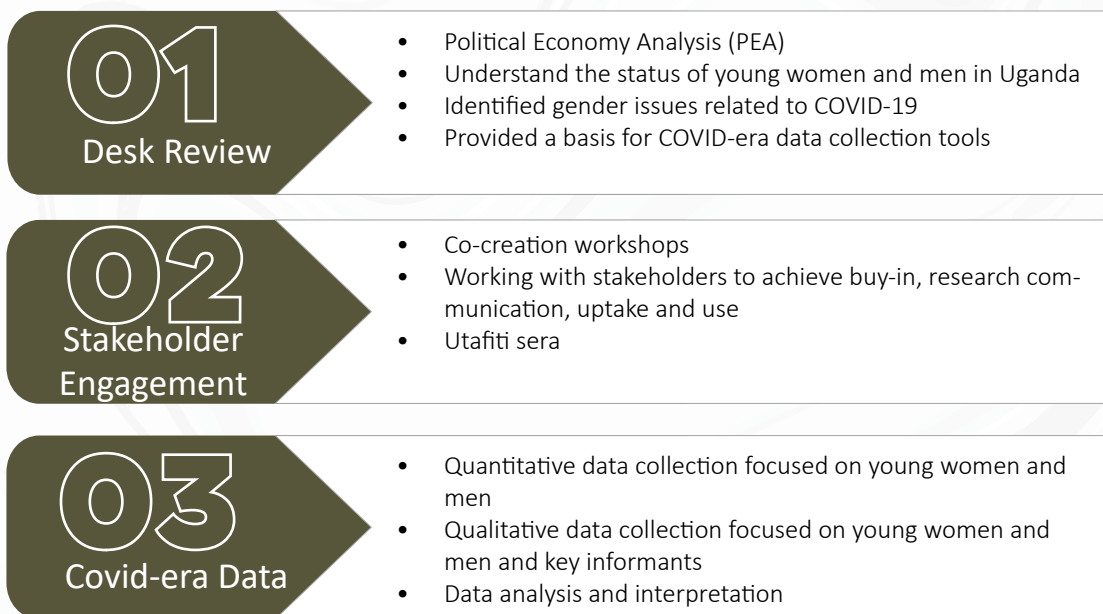 01
Desk Review
• Political Economy Analysis (PEA)
• Understand the status of young women and men in Uganda
• Identified gender issues related to COVID-19
• Provided a basis for COVID-era data collection tools
02
Stakeholder
Engagement
• Co-creation workshops
• Working with stakeholders to achieve buy-in, research com-
munication, uptake and use
• Utafiti sera
03
Covid-era Data
• Quantitative data collection focused on young women and
men
• Qualitative data collection focused on young women and
men and key informants
• Data analysis and interpretation